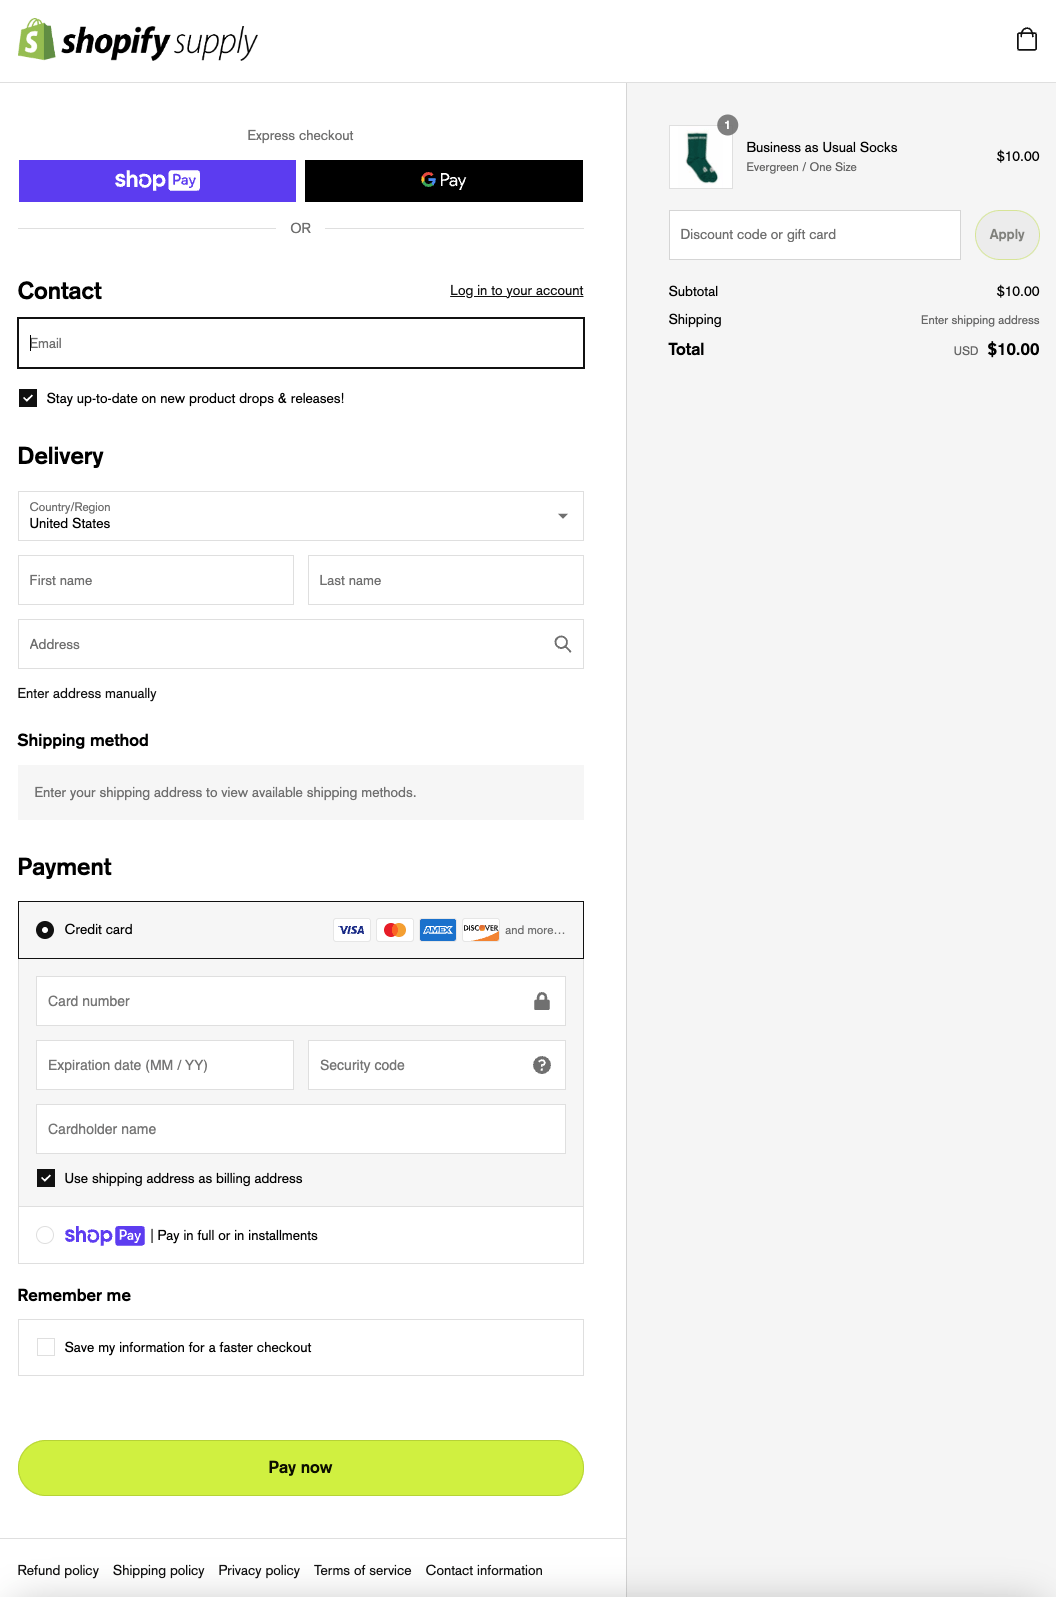 shopify supply
Express checkout
shop Pay
G Pay
OR
Contact
Log in to your account
Email
Stay up-to-date on new product drops & releases!
Delivery
Country/Region
United States
First name
Last name
Address
Enter address manually
Shipping method
Enter your shipping address to view available shipping methods.
Payment
Credit card
VISA
AMEX
DISCOVER
and more...
Card number
Expiration date (MM / YY)
Security code
Cardholder name
Use shipping address as billing address
shop Pay | Pay in full or in installments
Remember me
Save my information for a faster checkout
Pay now
Refund policy Shipping policy Privacy policy Terms of service Contact information
1
Business as Usual Socks
Evergreen / One Size
$10.00
Discount code or gift card
Apply
Subtotal $10.00
Shipping Enter shipping address
Total USD $10.00